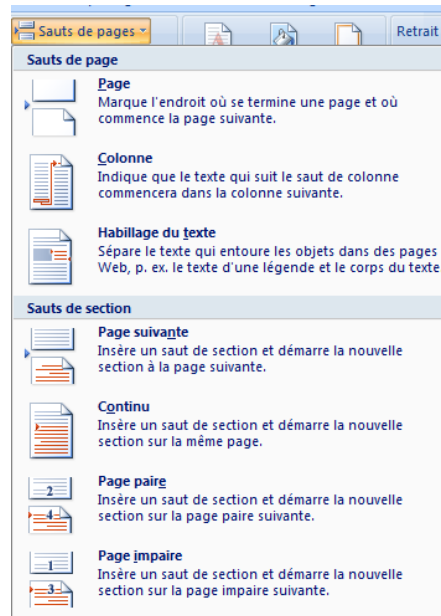 Sauts de pages
Retrait
Sauts de page
Page
Marque l'endroit où se termine une page et où
commence la page suivante.
Colonne
Indique que le texte qui suit le saut de colonne
commencera dans la colonne suivante.
Habillage du texte
Sépare le texte qui entoure les objets dans des pages
Web, p. ex. le texte d'une légende et le corps du texte
Sauts de section
Page suivante
Insère un saut de section et démarre la nouvelle
section à la page suivante.
Continu
Insère un saut de section et démarre la nouvelle
section sur la même page.
2
4
Page paire
Insère un saut de section et démarre la nouvelle
section sur la page paire suivante.
1
3
Page impaire
Insère un saut de section et démarre la nouvelle
section sur la page impaire suivante.